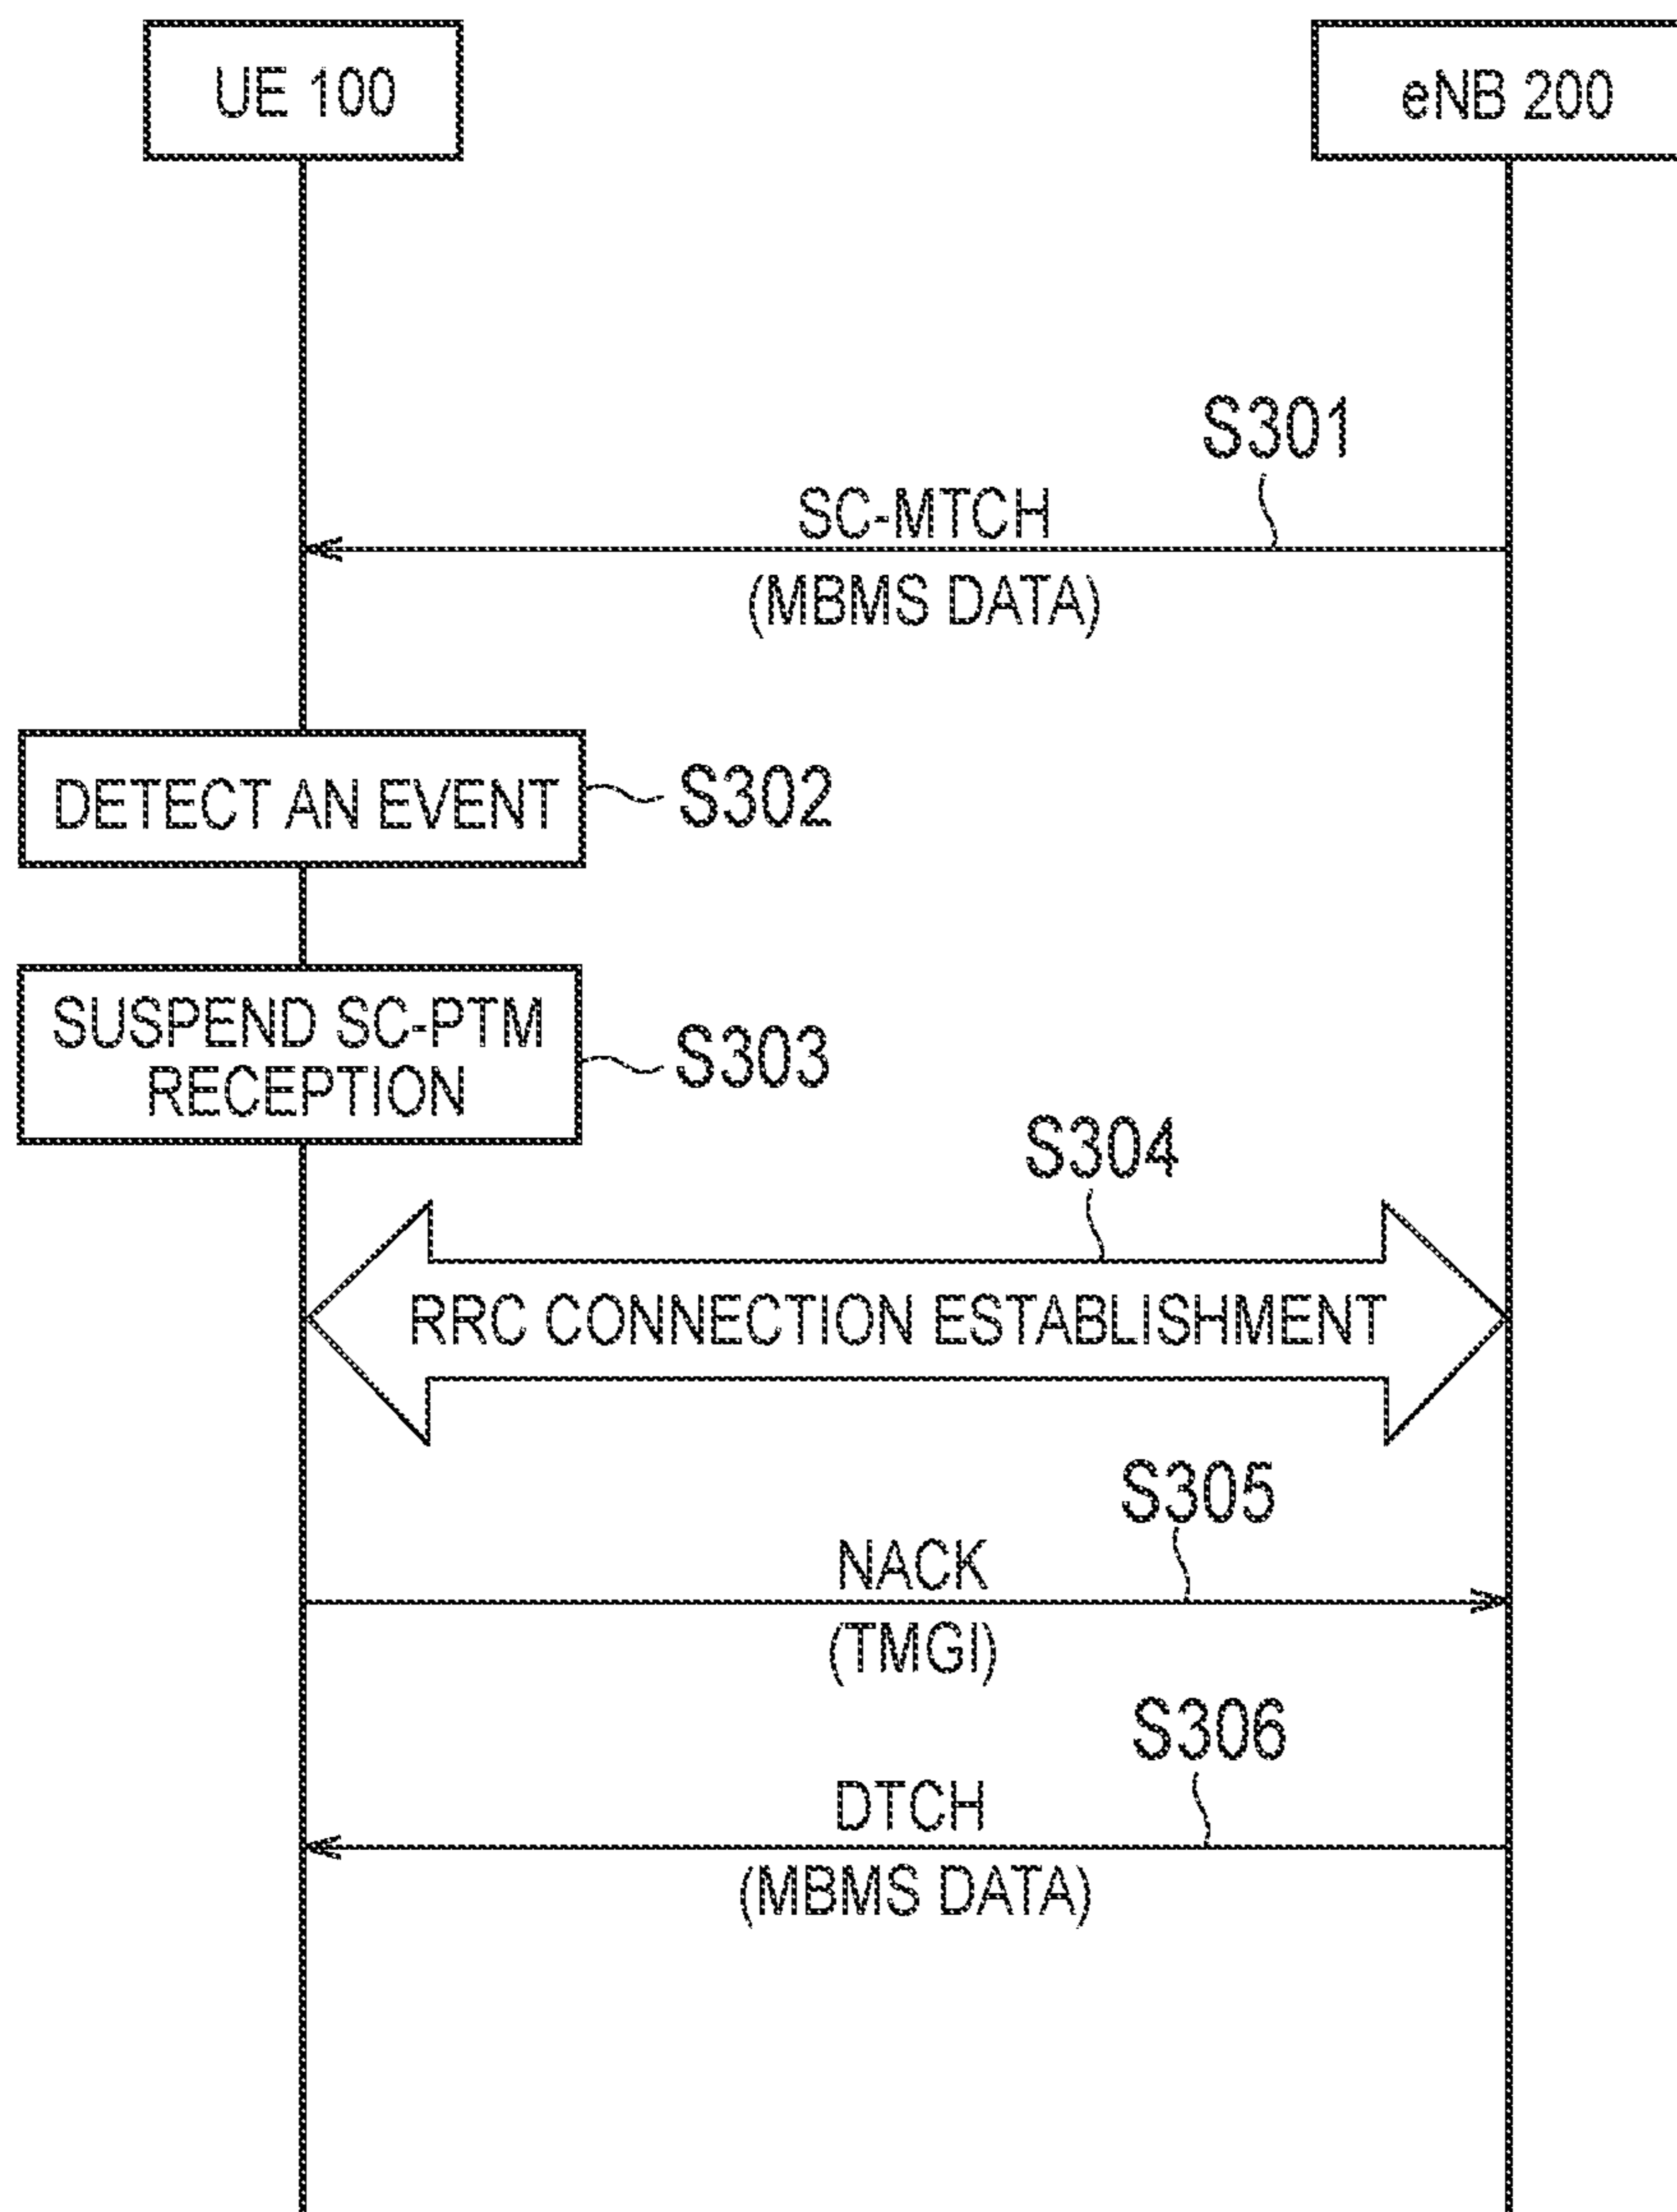 UE 100
eNB 200
S301
SC-MTCH
(MBMS DATA)
DETECT AN EVENT
S302
SUSPEND SC-PTM
RECEPTION
S303
S304
RRC CONNECTION ESTABLISHMENT
S305
NACK
(TMGI)
S306
DTCH
(MBMS DATA)